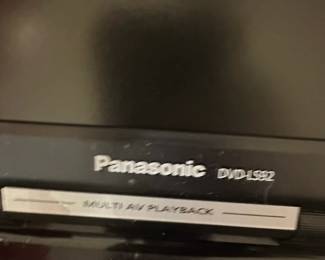 Panasonic DVD-LS92
MULTI AV PLAYBACK